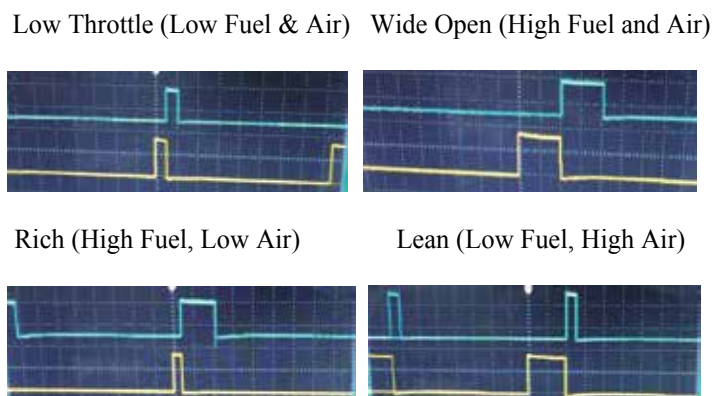 Low Throttle (Low Fuel & Air) Wide Open (High Fuel and Air)
Rich (High Fuel, Low Air) Lean (Low Fuel, High Air)